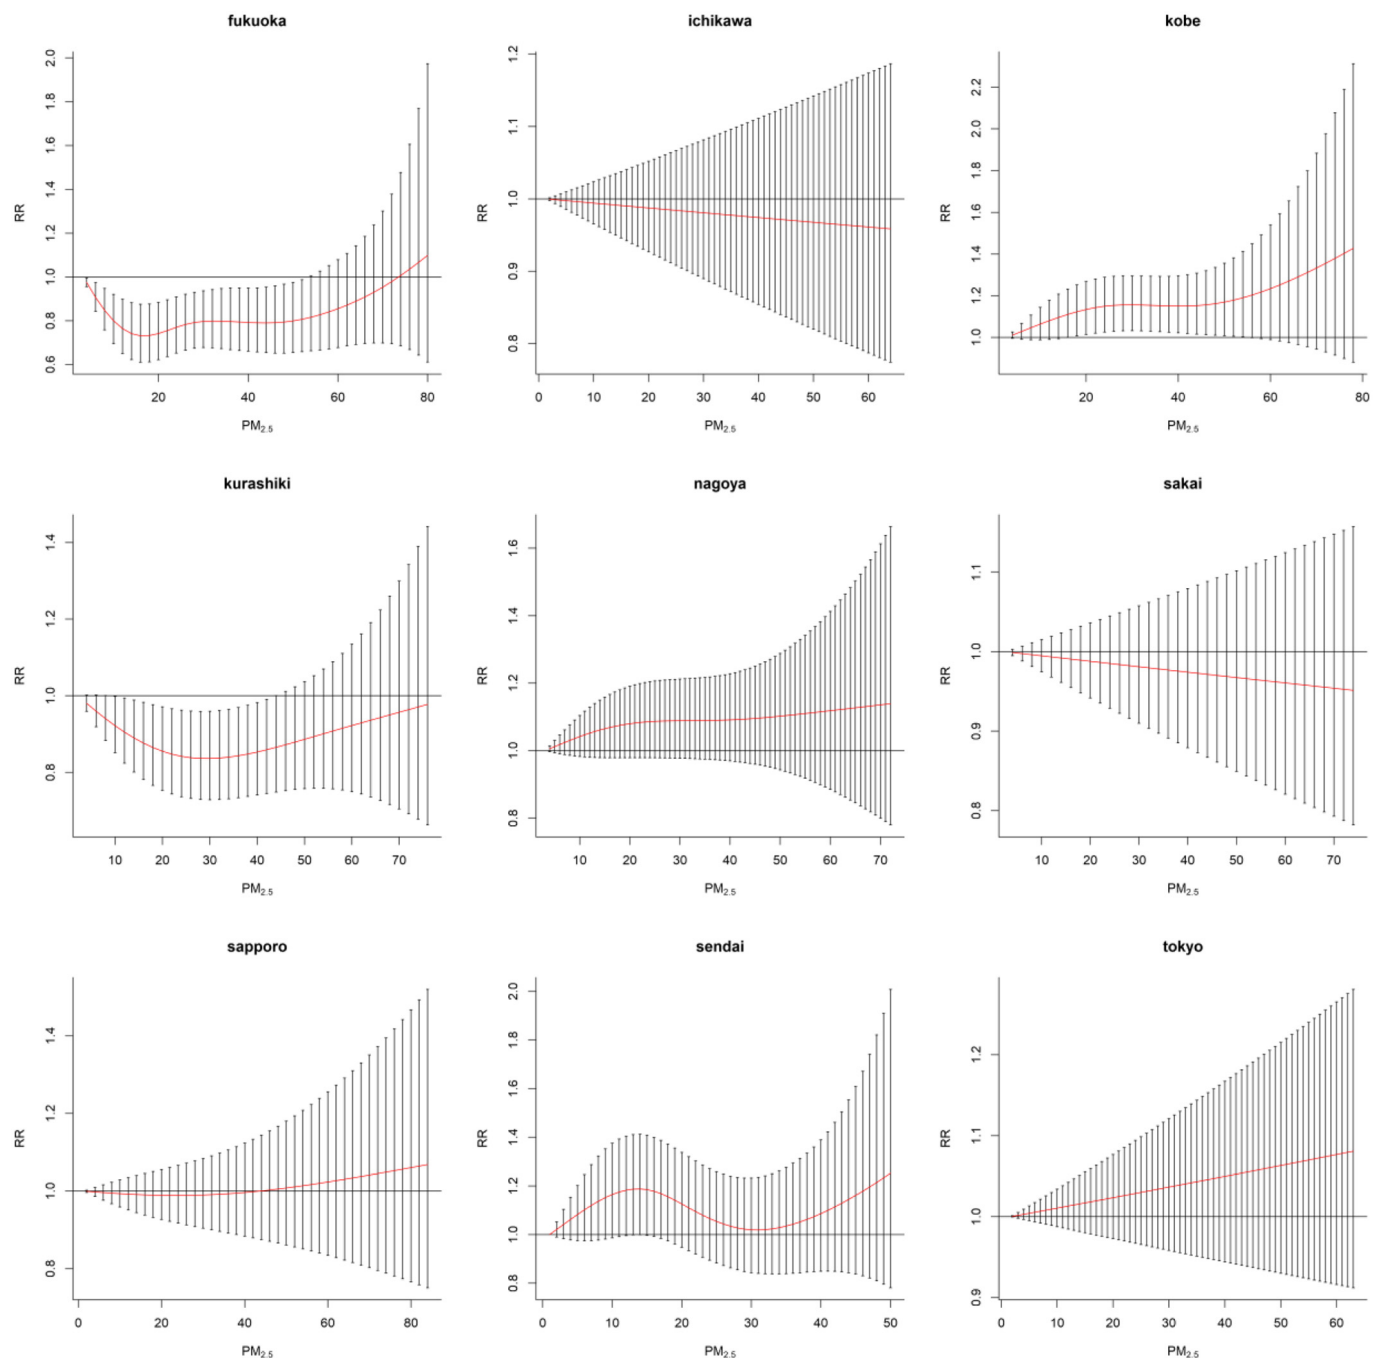 fukuoka
RR
0.6 0.8 1.0 1.2 1.4 1.6 1.8 2.0
20 40 60 80
PM2.5
ichikawa
RR
0.8 0.9 1.0 1.1 1.2
0 10 20 30 40 50 60
PM2.5
kobe
RR
1.0 1.2 1.4 1.6 1.8 2.0 2.2
20 40 60 80
PM2.5
kurashiki
RR
0.8 1.0 1.2 1.4
10 20 30 40 50 60 70
PM2.5
nagoya
RR
0.8 1.0 1.2 1.4 1.6
10 20 30 40 50 60 70
PM2.5
sakai
RR
0.8 0.9 1.0 1.1
10 20 30 40 50 60 70
PM2.5
sapporo
RR
0.8 1.0 1.2 1.4
0 20 40 60 80
PM2.5
sendai
RR
0.8 1.0 1.2 1.4 1.6 1.8 2.0
0 10 20 30 40 50
PM2.5
tokyo
RR
0.9 1.0 1.1 1.2
0 10 20 30 40 50 60
PM2.5